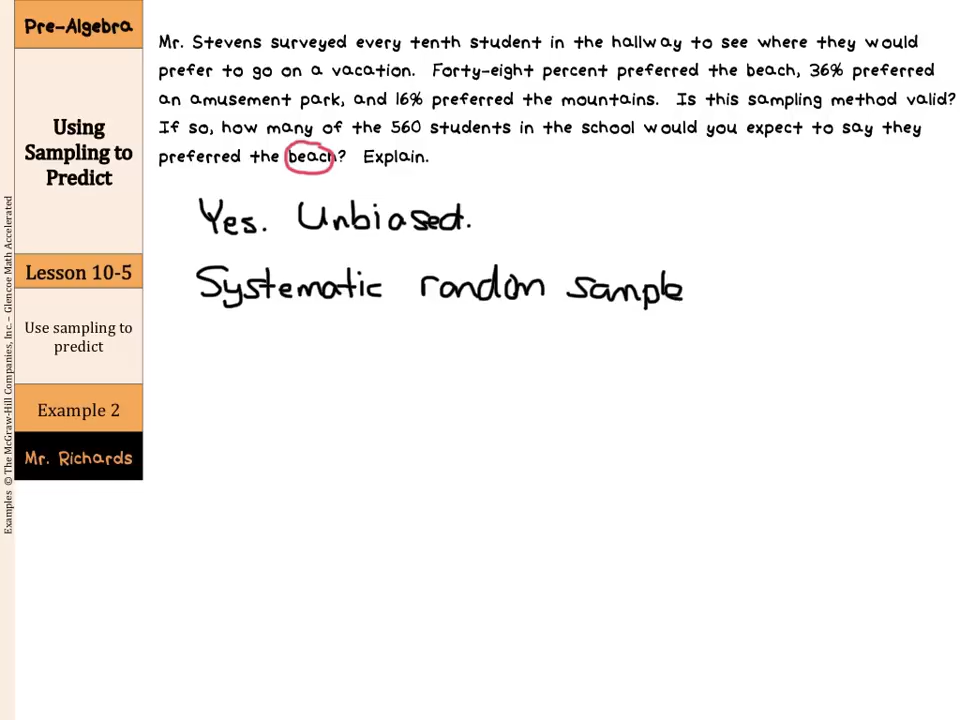 Pre-Algebra
Using
Sampling to
Predict
Lesson 10-5
Use sampling to
predict
Example 2
Mr. Richards
Examples © The McGraw-Hill Companies, Inc. – Glencoe Math Accelerated
Mr. Stevens surveyed every tenth student in the hallway to see where they would
prefer to go on a vacation. Forty-eight percent preferred the beach, 36% preferred
an amusement park, and 16% preferred the mountains. Is this sampling method valid?
If so, how many of the 560 students in the school would you expect to say they
preferred the beach? Explain.
Yes. Unbiased.
Systematic random sample